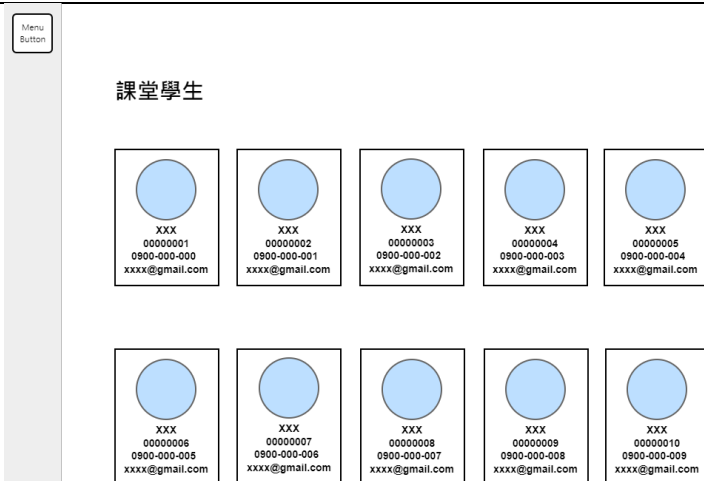 Menu
Button
課堂學生
XXX
00000001
0900-000-000
xxxx@gmail.com
XXX
00000002
0900-000-001
xxxx@gmail.com
XXX
00000003
0900-000-002
xxxx@gmail.com
XXX
00000004
0900-000-003
xxxx@gmail.com
XXX
00000005
0900-000-004
xxxx@gmail.com
XXX
00000006
0900-000-005
xxxx@gmail.com
XXX
00000007
0900-000-006
xxxx@gmail.com
XXX
00000008
0900-000-007
xxxx@gmail.com
XXX
00000009
0900-000-008
xxxx@gmail.com
XXX
00000010
0900-000-009
xxxx@gmail.com